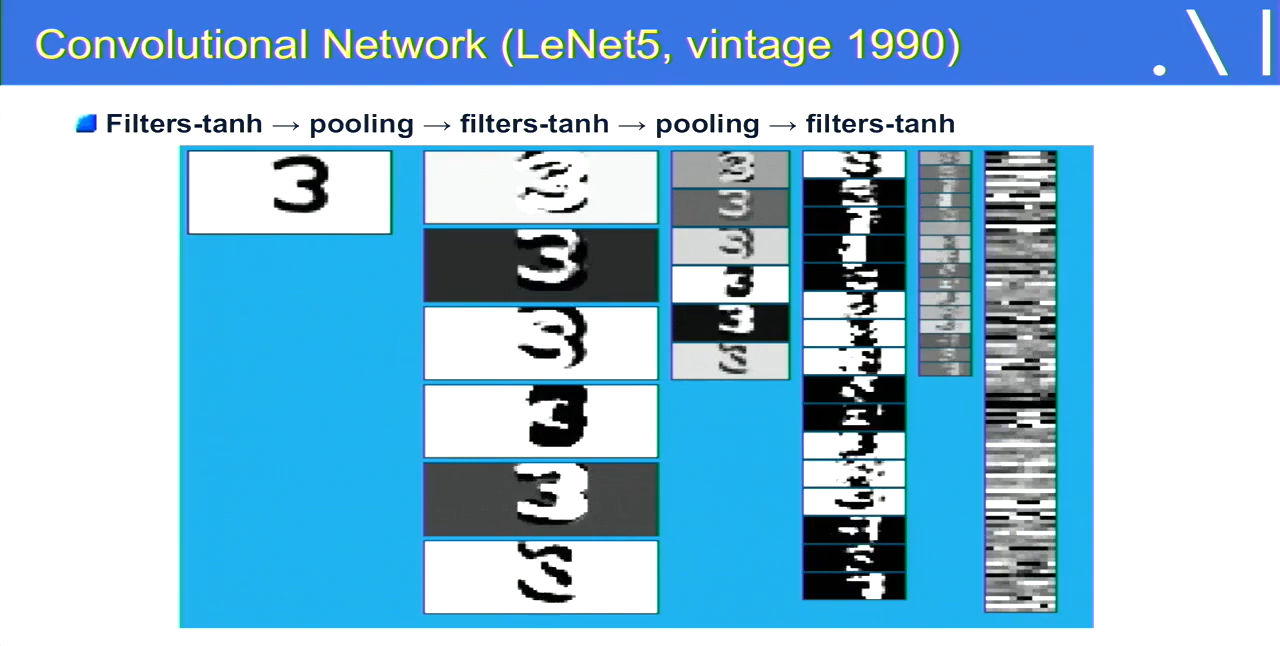 Convolutional Network (LeNet5, vintage 1990)
Filters-tanh → pooling → filters-tanh → pooling → filters-tanh
3